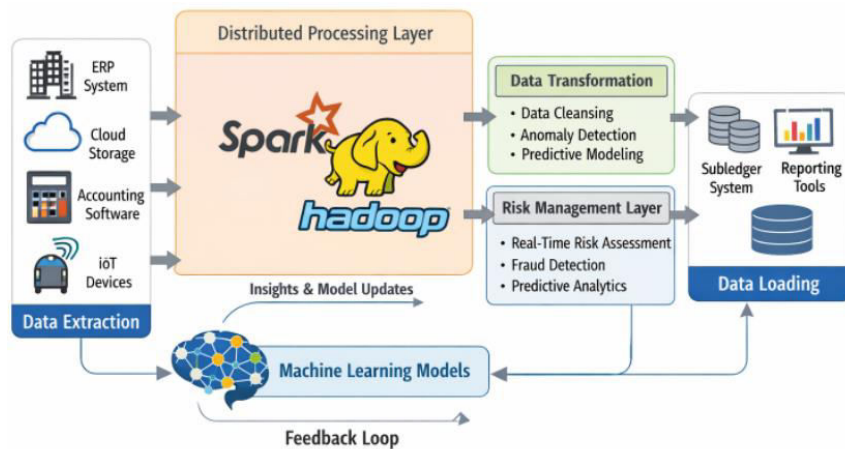 ERP
System
Cloud
Storage
Accounting
Software
iöT
Devices
Data Extraction
Distributed Processing Layer
Spark
hadoop
Data Transformation
• Data Cleansing
• Anomaly Detection
• Predictive Modeling
Risk Management Layer
• Real-Time Risk Assessment
• Fraud Detection
• Predictive Analytics
Subledger
System
Reporting
Tools
Data Loading
Insights & Model Updates
Machine Learning Models
Feedback Loop